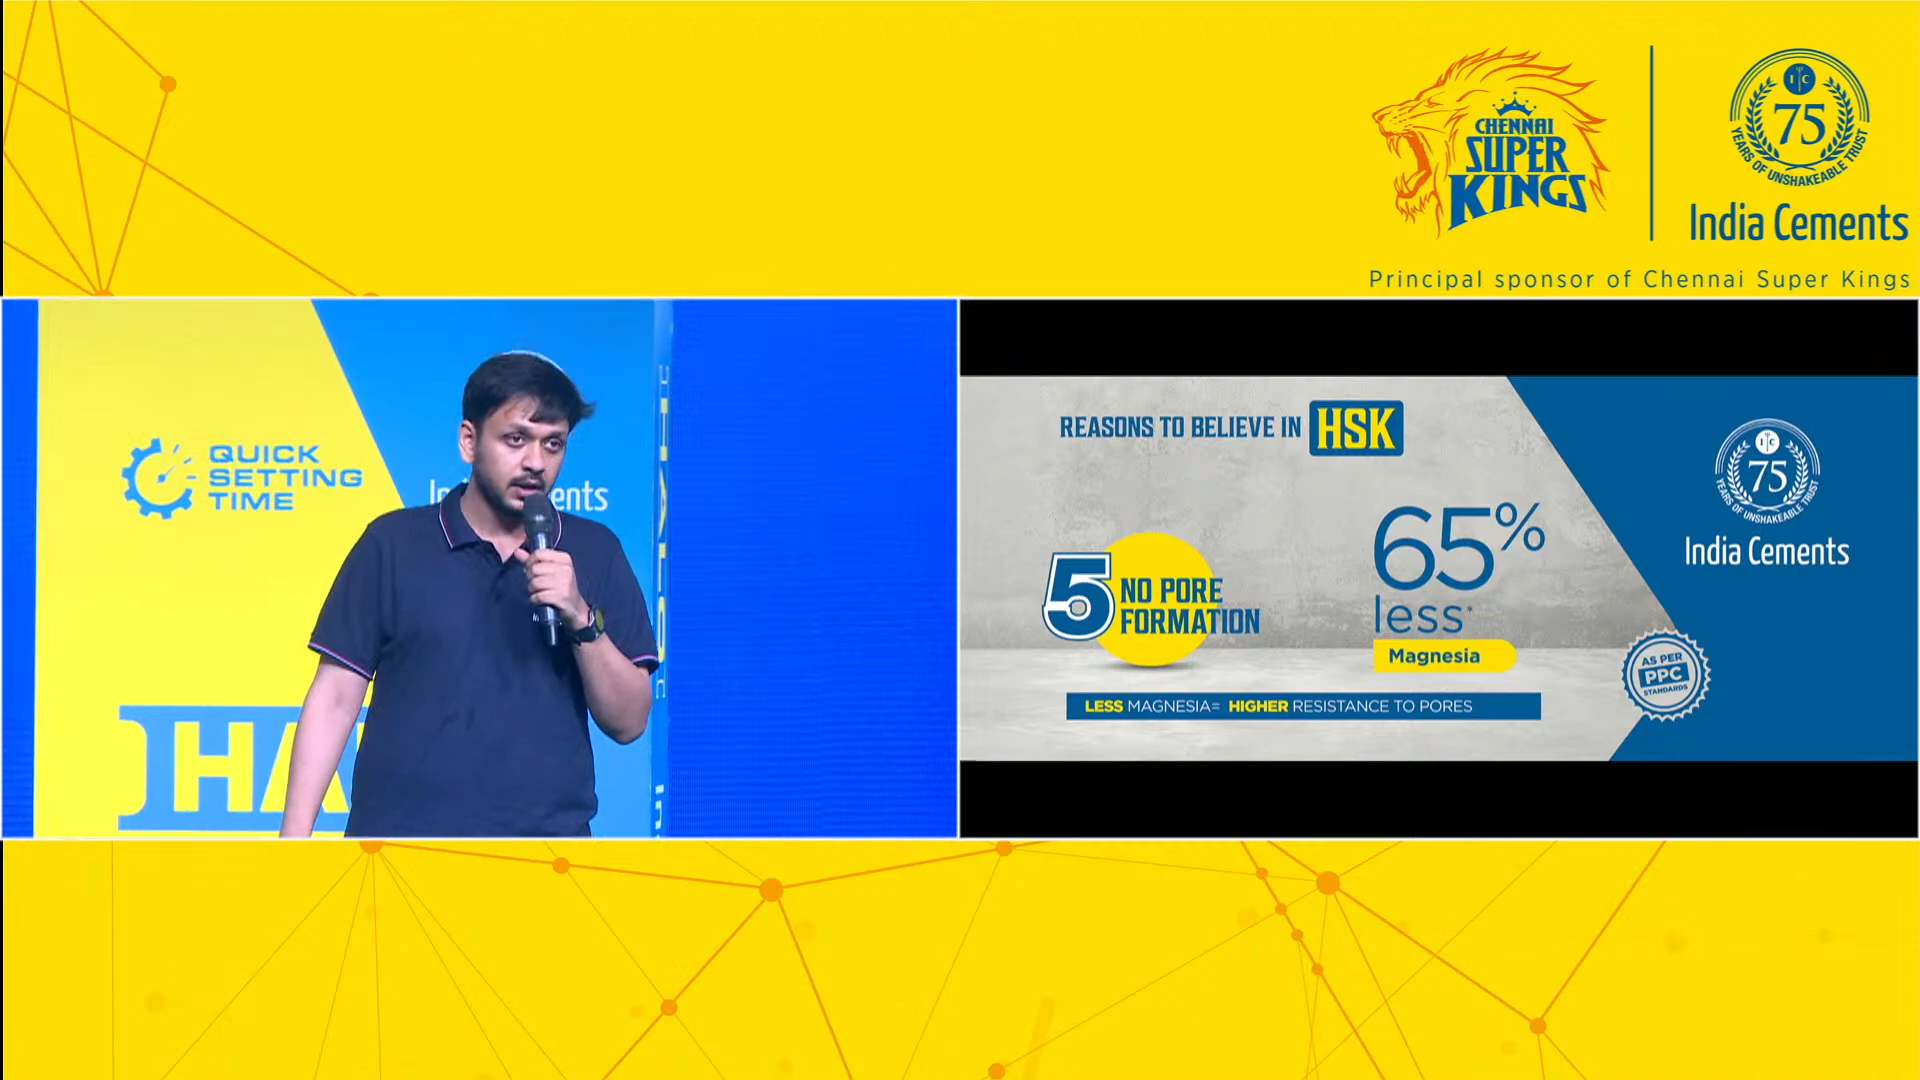 CHENNAI
SUPER
KINGS
I C
75
YEARS OF UNSHAKEABLE TRUST
India Cements
Principal sponsor of Chennai Super Kings
QUICK
SETTING
TIME
ents
HA
REASONS TO BELIEVE IN HSK
5 NO PORE
FORMATION
65%
less*
Magnesia
LESS MAGNESIA= HIGHER RESISTANCE TO PORES
I C
75
YEARS OF UNSHAKEABLE TRUST
India Cements
AS PER
PPC
STANDARDS